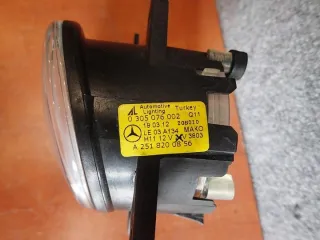 AL Automotive Lighting Turkey
0 305 076 002 Q11
19 03 12
LE 03 A134 MAKO
H11 12 V
A 251 820 08 56